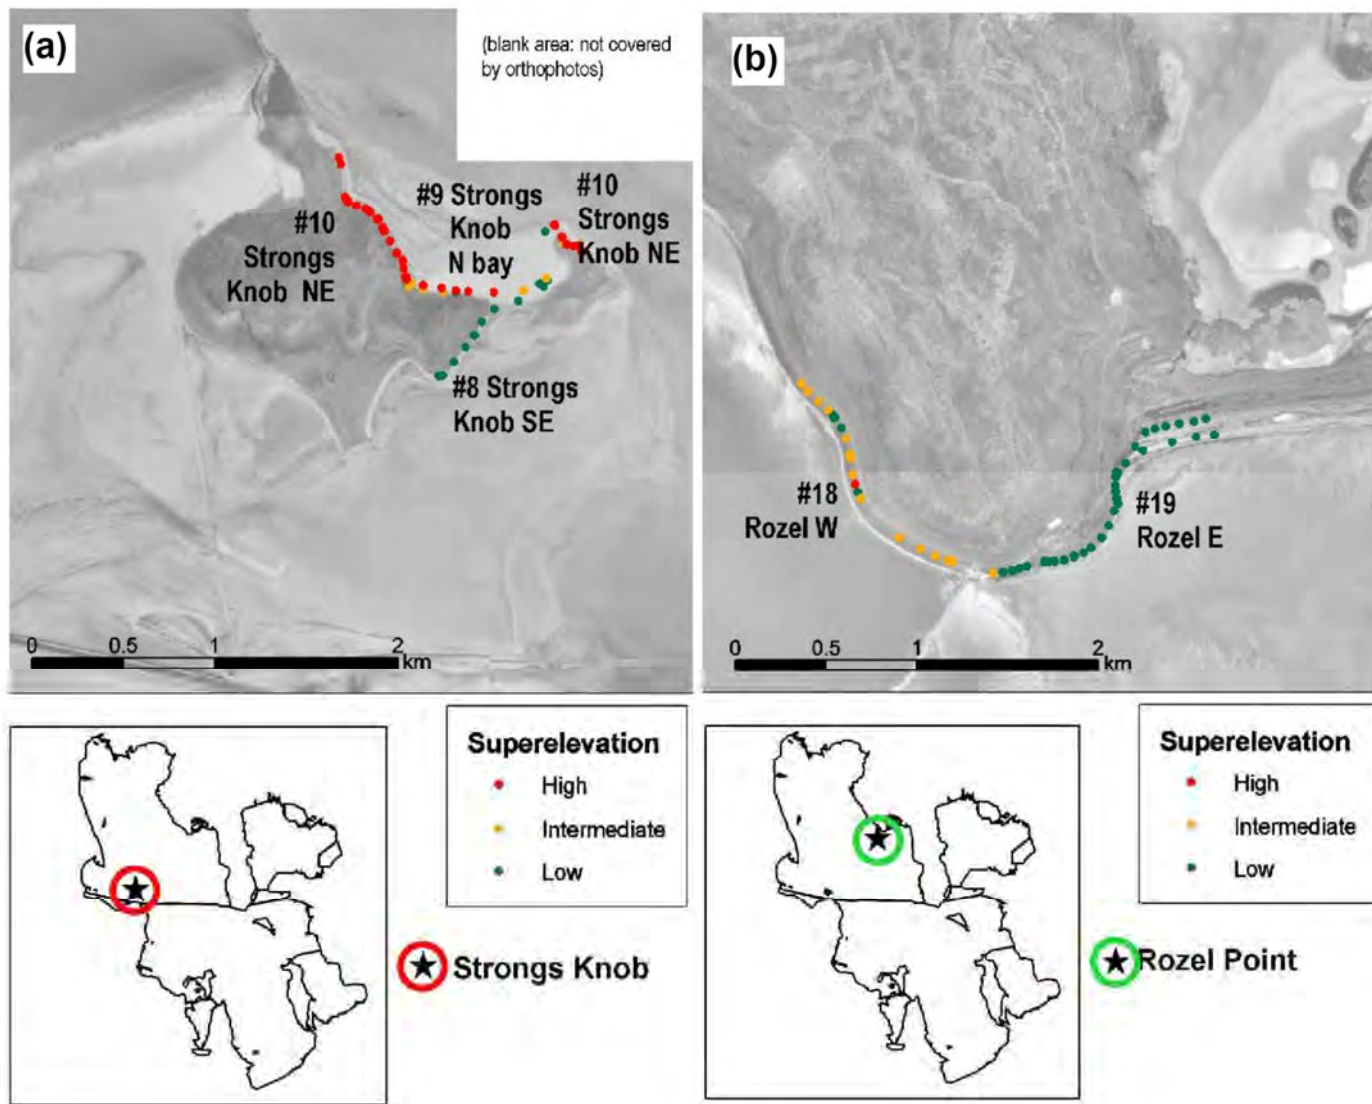 (a)
(blank area: not covered
by orthophotos)
#10
Strongs
Knob NE
#9 Strongs
Knob
N bay
#10
Strongs
Knob NE
#8 Strongs
Knob SE
0 0.5 1 2
km
(b)
#18
Rozel W
#19
Rozel E
0 0.5 1 2
km
Superelevation
High
Intermediate
Low
Strongs Knob
Superelevation
High
Intermediate
Low
Rozel Point